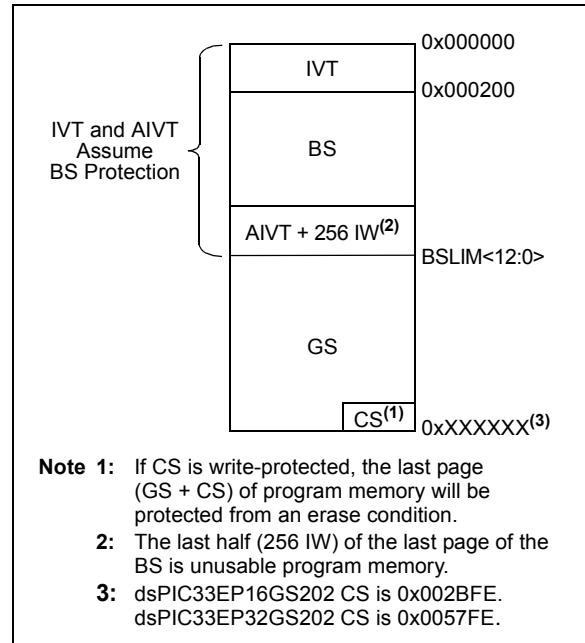 0x000000
IVT
0x000200
IVT and AIVT
Assume
BS Protection
BS
AIVT + 256 IW(2)
BSLIM<12:0>
GS
CS(1)
0xXXXXXX(3)
Note 1: If CS is write-protected, the last page
(GS + CS) of program memory will be
protected from an erase condition.
2: The last half (256 IW) of the last page of the
BS is unusable program memory.
3: dsPIC33EP16GS202 CS is 0x002BFE.
dsPIC33EP32GS202 CS is 0x0057FE.